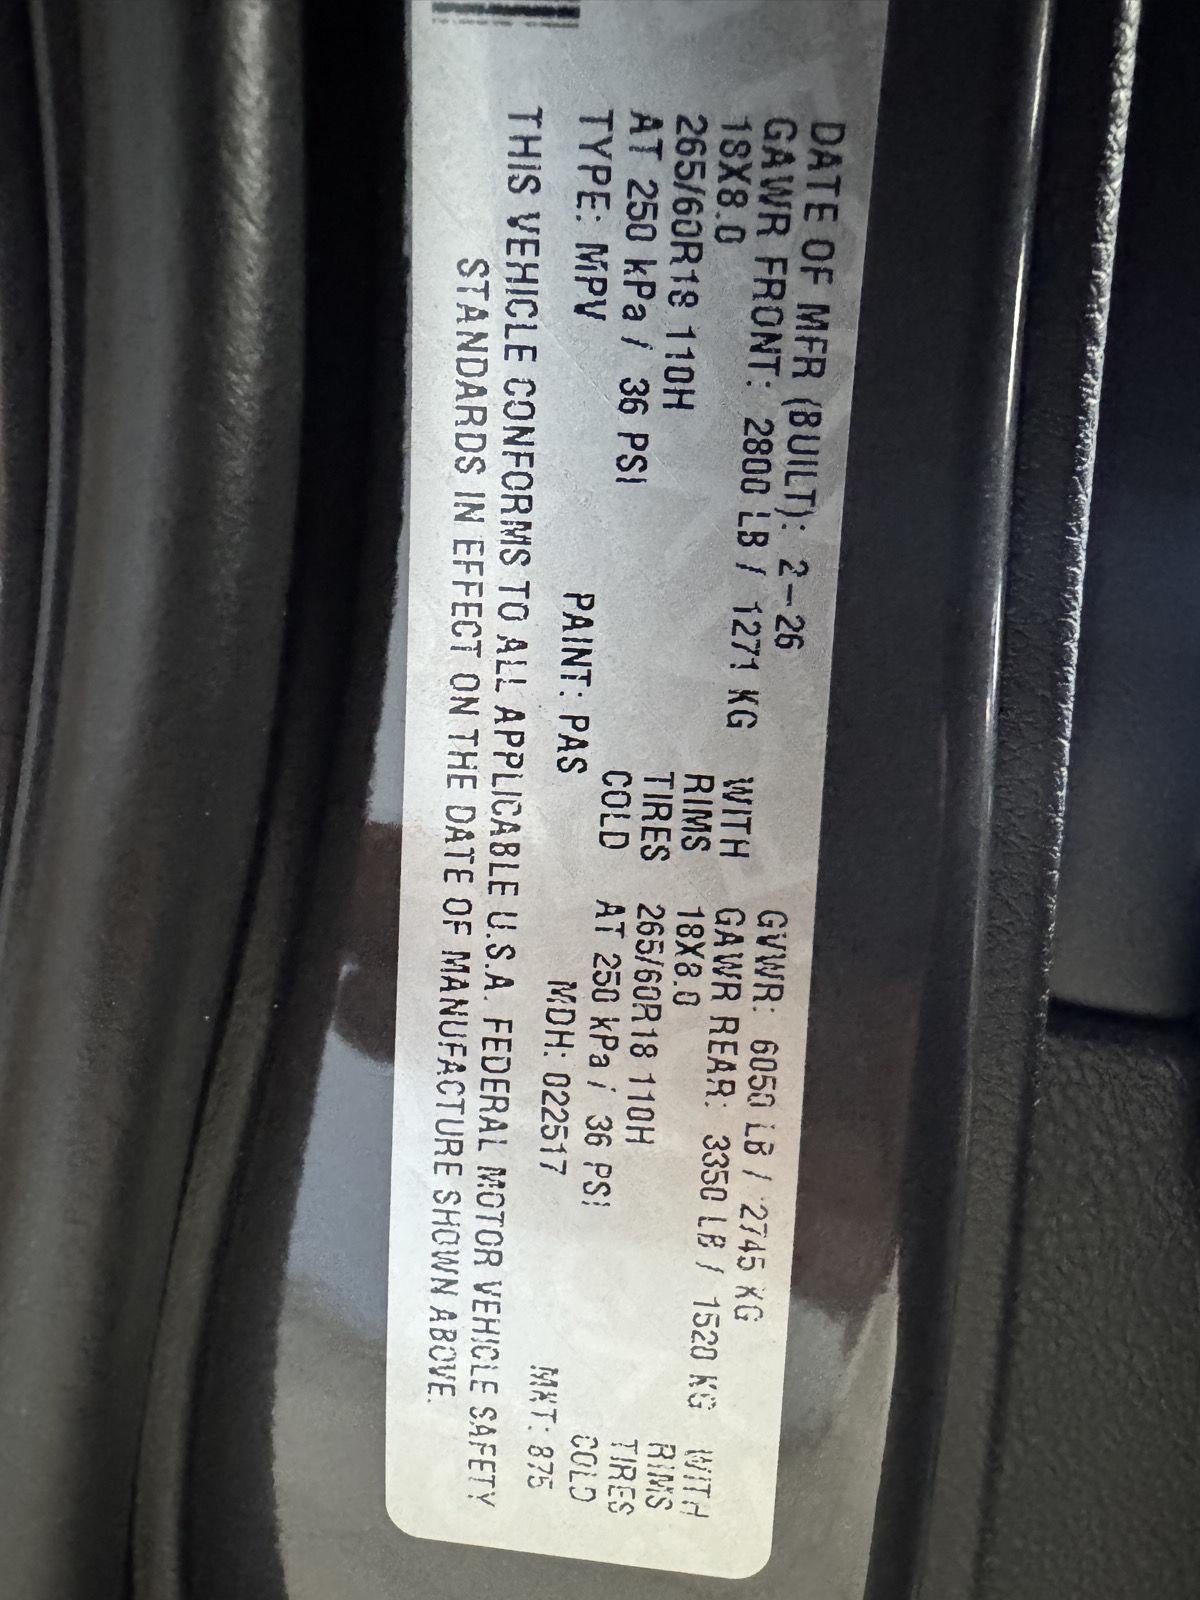 DATE OF MFR (BUILT): 2-26 GVWR: 6050 LB / 2745 KG
GAWR FRONT: 2800 LB / 1271 KG WITH GAWR REAR: 3350 LB / 1520 KG WITH
18X8.0 RIMS 18X8.0 RIMS
265/60R18 110H TIRES 265/60R18 110H TIRES
AT 250 kPa / 36 PSI COLD AT 250 kPa / 36 PSI COLD
TYPE: MPV PAINT: PAS MDH: 022517 MKT: 875
THIS VEHICLE CONFORMS TO ALL APPLICABLE U.S.A. FEDERAL MOTOR VEHICLE SAFETY
STANDARDS IN EFFECT ON THE DATE OF MANUFACTURE SHOWN ABOVE.